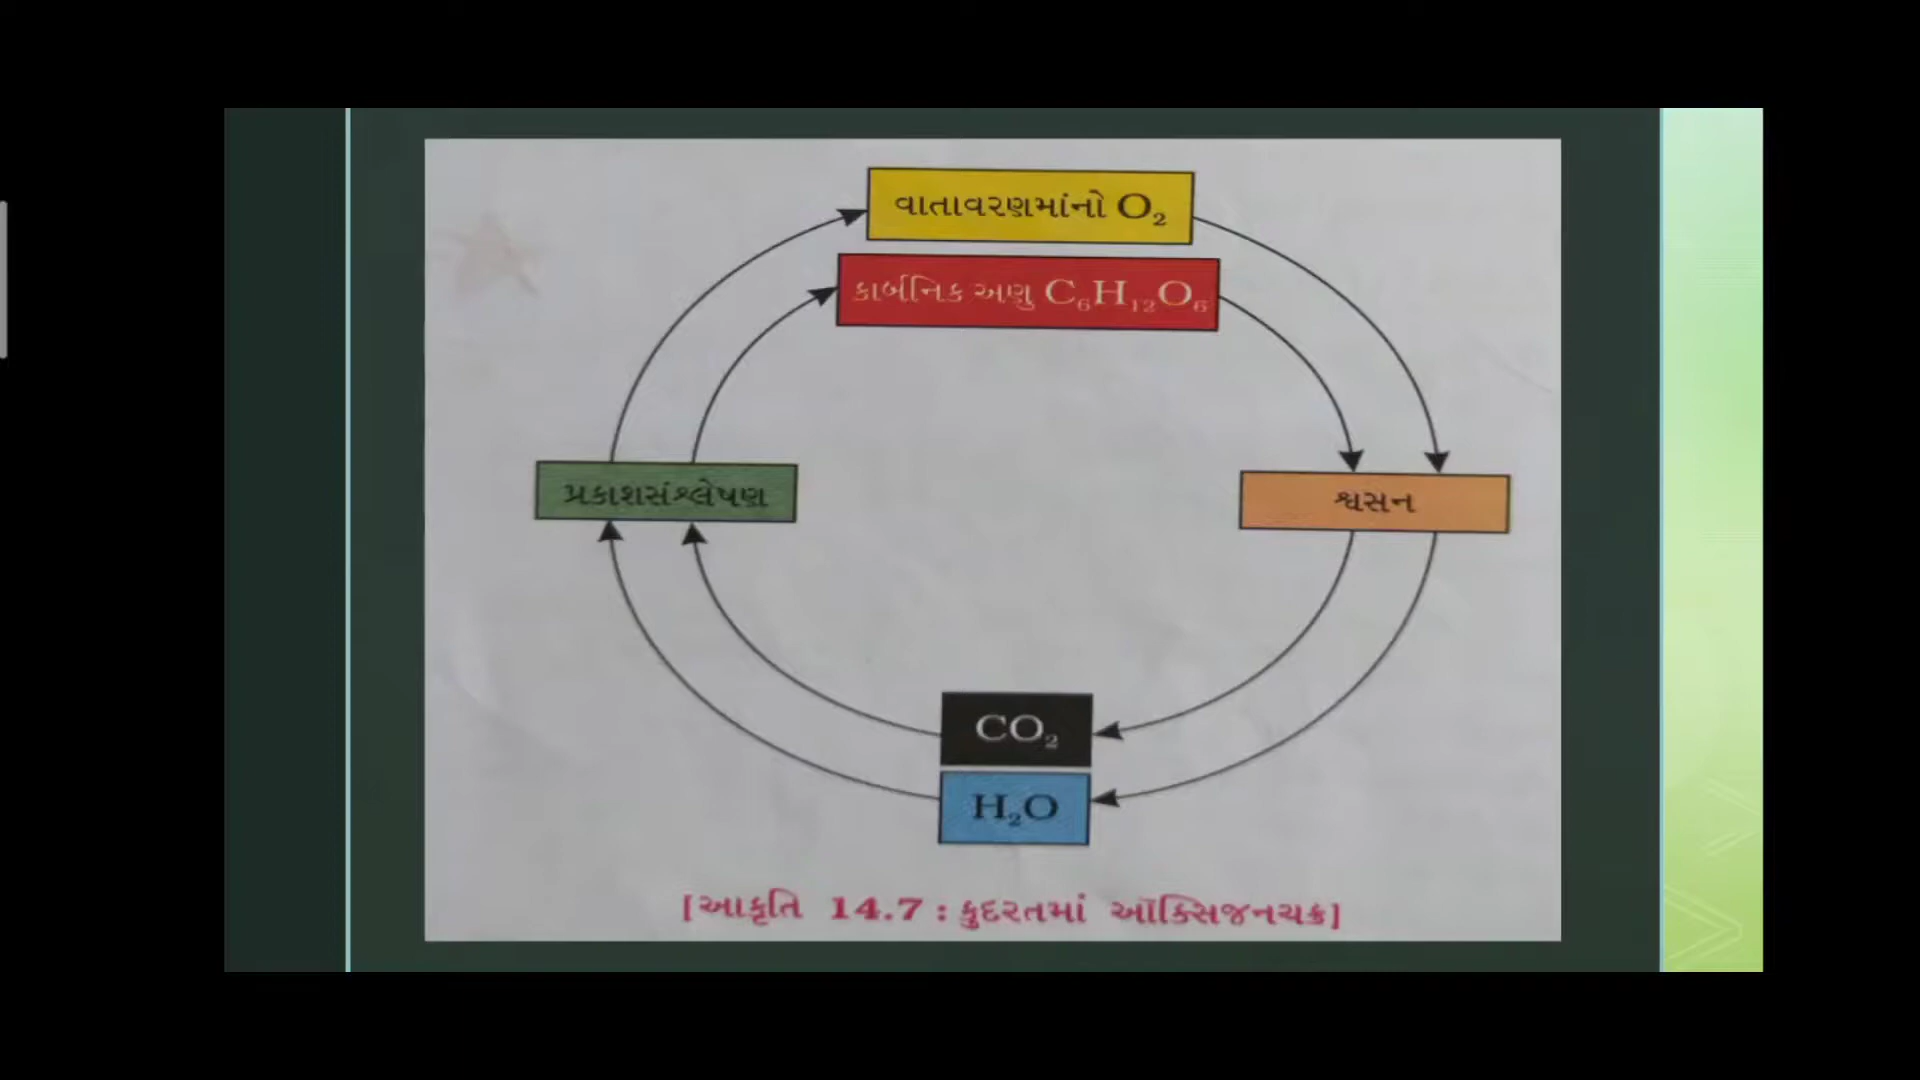 વાતાવરણમાંનો O₂
કાર્બનિક અણુ C₆H₁₂O₆
પ્રકાશસંશ્લેષણ
શ્વસન
CO₂
H₂O
[આકૃતિ 14.7 : કુદરતમાં ઑક્સિજનચક્ર]